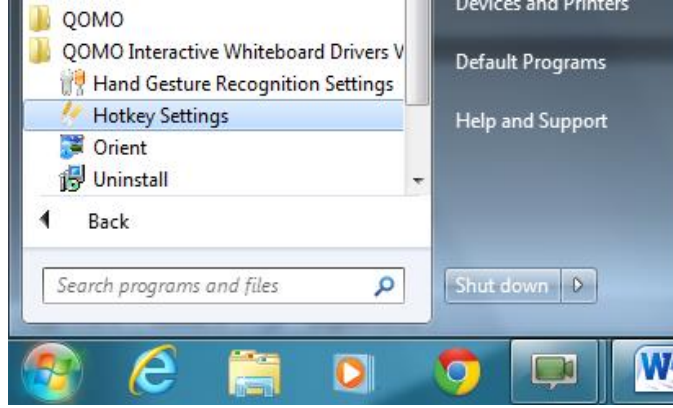 QOMO
QOMO Interactive Whiteboard Drivers V
Hand Gesture Recognition Settings
Hotkey Settings
Orient
Uninstall
Back
Search programs and files
Devices and Printers
Default Programs
Help and Support
Shut down
W